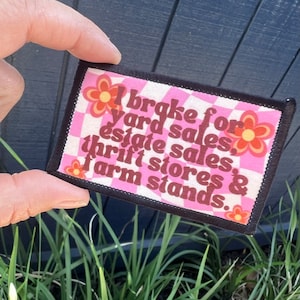 I brake for
yard sales,
estate sales,
thrift stores &
farm stands.